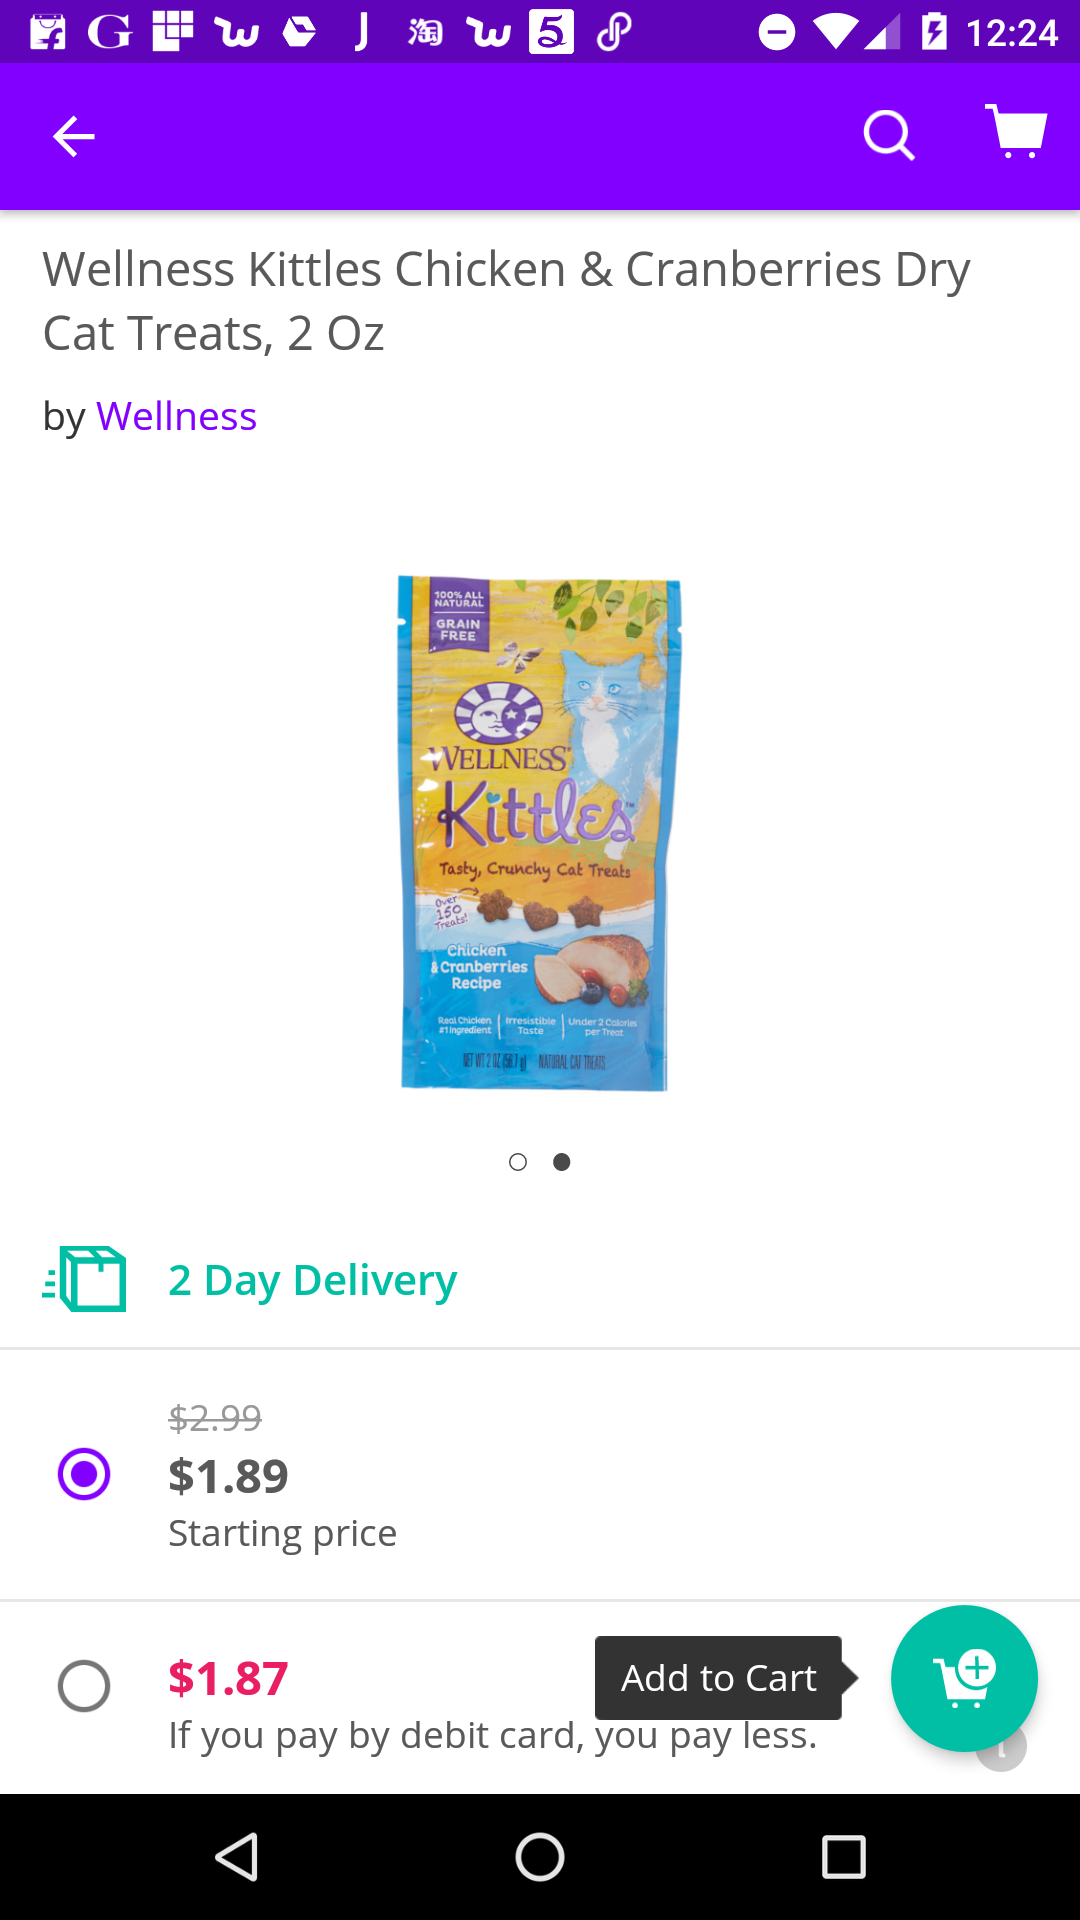 12:24
Wellness Kittles Chicken & Cranberries Dry
Cat Treats, 2 Oz
by Wellness
100% ALL
NATURAL
GRAIN
FREE
WELLNESS
Kittles™
Tasty, Crunchy Cat Treats
Over
150
Treats!
Chicken
& Cranberries
Recipe
Real Chicken
#1 Ingredient
Irresistible
Taste
Under 2 Calories
per Treat
NET WT 2 OZ (56.7 g) NATURAL CAT TREATS
2 Day Delivery
$2.99
$1.89
Starting price
$1.87
Add to Cart
If you pay by debit card, you pay less.